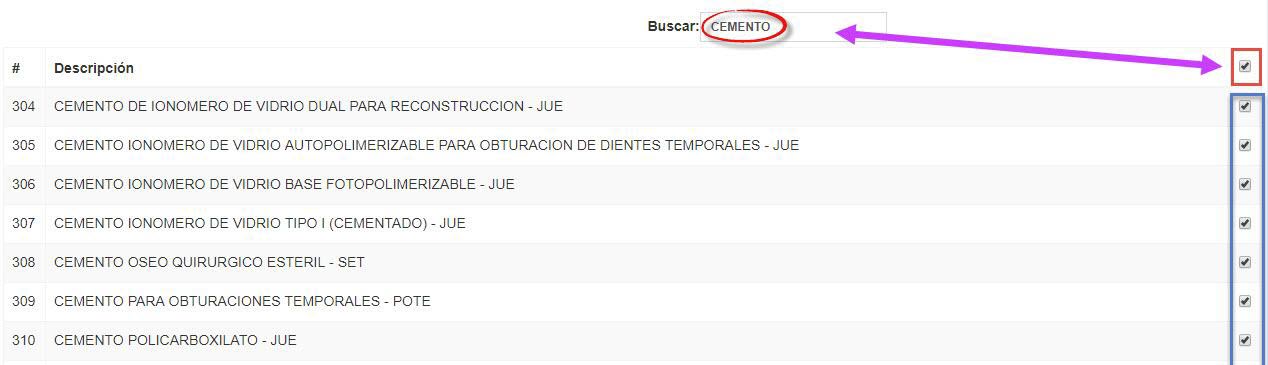 Buscar: CEMENTO
# Descripción
304 CEMENTO DE IONOMERO DE VIDRIO DUAL PARA RECONSTRUCCION - JUE
305 CEMENTO IONOMERO DE VIDRIO AUTOPOLIMERIZABLE PARA OBTURACION DE DIENTES TEMPORALES - JUE
306 CEMENTO IONOMERO DE VIDRIO BASE FOTOPOLIMERIZABLE - JUE
307 CEMENTO IONOMERO DE VIDRIO TIPO I (CEMENTADO) - JUE
308 CEMENTO OSEO QUIRURGICO ESTERIL - SET
309 CEMENTO PARA OBTURACIONES TEMPORALES - POTE
310 CEMENTO POLICARBOXILATO - JUE